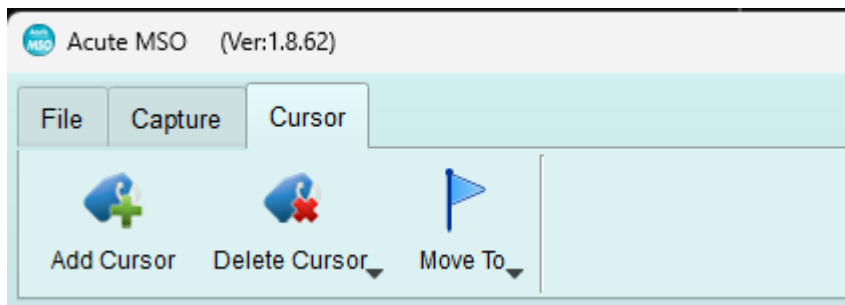 Acute MSO (Ver:1.8.62)
File Capture Cursor
Add Cursor Delete Cursor Move To